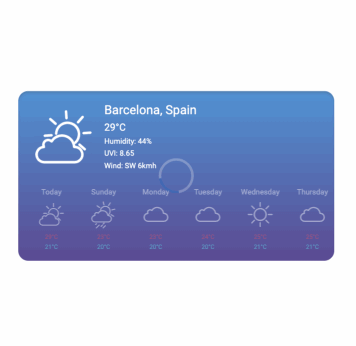 Barcelona, Spain
29°C
Humidity: 44%
UVI: 8.65
Wind: SW 6kmh
Today Sunday Monday Tuesday Wednesday Thursday
21°C 22°C 20°C 20°C 21°C 21°C